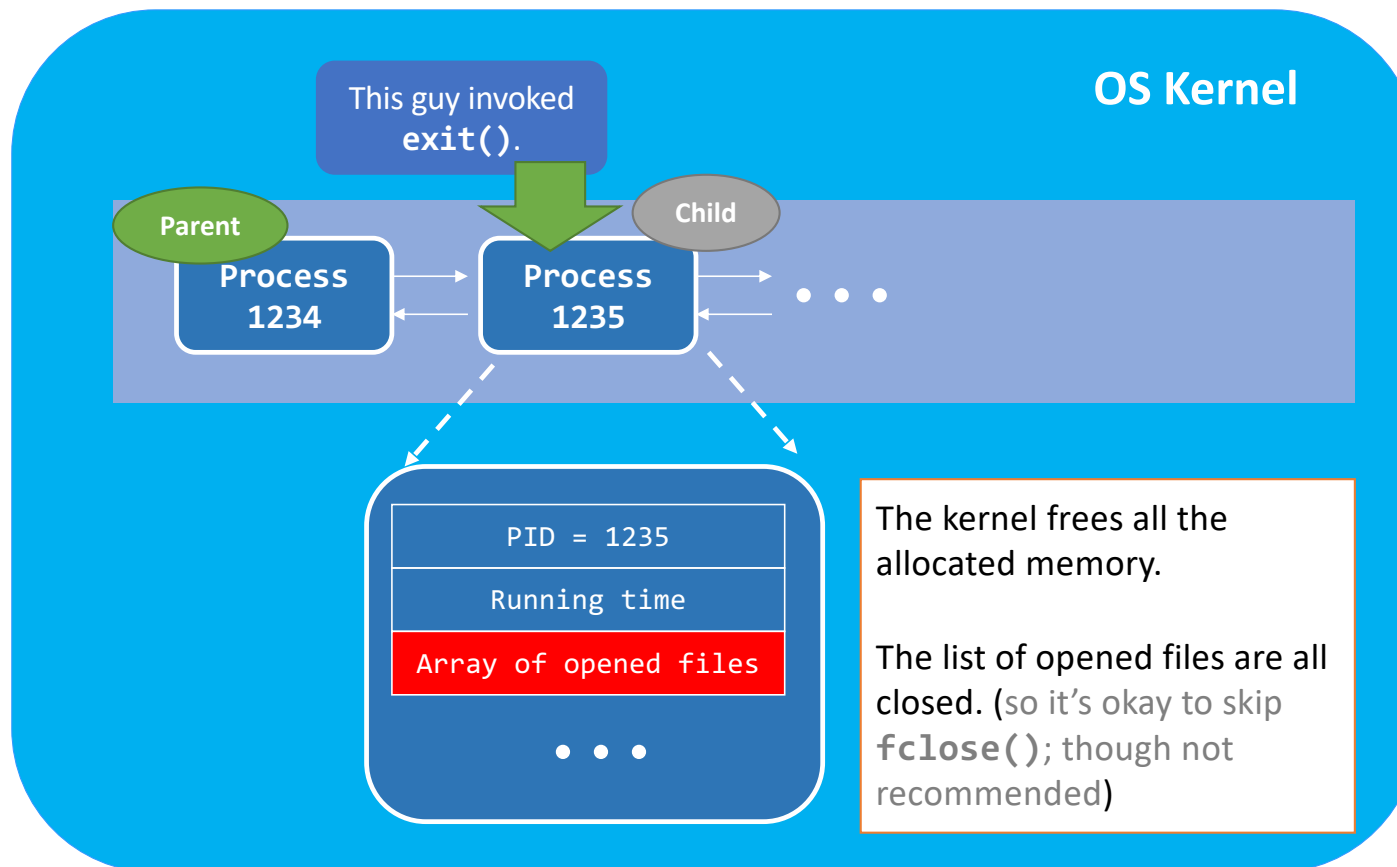 OS Kernel
This guy invoked
exit().
Parent
Child
Process
1234
Process
1235
• • •
PID = 1235
Running time
Array of opened files
• • •
The kernel frees all the
allocated memory.
The list of opened files are all
closed. (so it’s okay to skip
fclose(); though not
recommended)